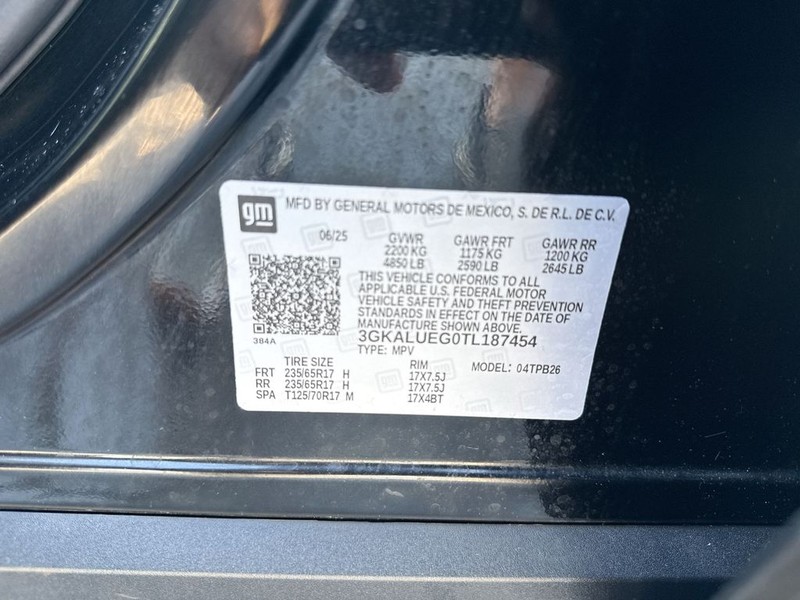 gm
MFD BY GENERAL MOTORS DE MEXICO, S. DE R.L. DE C.V.
06/25 GVWR GAWR FRT GAWR RR
2200 KG 1175 KG 1200 KG
4850 LB 2590 LB 2645 LB
THIS VEHICLE CONFORMS TO ALL
APPLICABLE U.S. FEDERAL MOTOR
VEHICLE SAFETY AND THEFT PREVENTION
STANDARDS IN EFFECT ON THE DATE OF
MANUFACTURE SHOWN ABOVE.
384A
3GKALUEG0TL187454
TYPE: MPV
TIRE SIZE RIM MODEL: 04TPB26
FRT 235/65R17 H 17X7.5J
RR 235/65R17 H 17X7.5J
SPA T125/70R17 M 17X4BT